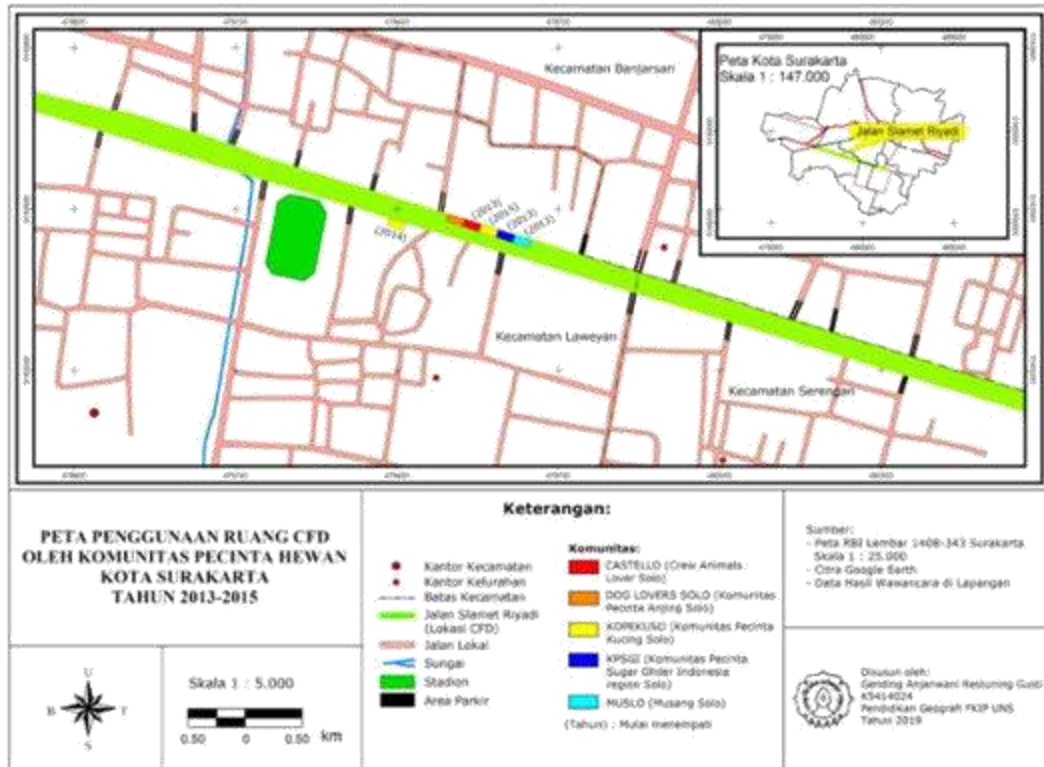 Kecamatan Banjarsari
Peta Kota Surakarta
Skala 1 : 147.000
Jalan Slamet Riyadi
(2013)
(2015)
(2013)
(2013)
(2014)
Kecamatan Laweyan
Kecamatan Serengan
PETA PENGGUNAAN RUANG CFD
OLEH KOMUNITAS PECINTA HEWAN
KOTA SURAKARTA
TAHUN 2013-2015
U
B T
S
Skala 1 : 5.000
0.50 0 0.50 km
Keterangan:
Kantor Kecamatan
Kantor Kelurahan
Batas Kecamatan
Jalan Slamet Riyadi
(Lokasi CFD)
Jalan Lokal
Sungai
Stadion
Area Parkir
Komunitas:
CASTELLO (Crew Animals
Lover Solo)
DOG LOVERS SOLO (Komunitas
Pecinta Anjing Solo)
KOPEKUSO (Komunitas Pecinta
Kucing Solo)
KPSGI (Komunitas Pecinta
Sugar Glider Indonesia
region Solo)
MUSLO (Musang Solo)
(Tahun) : Mulai menempati
Sumber:
- Peta RBI Lembar 1408-343 Surakarta
Skala 1 : 25.000
- Citra Google Earth
- Data Hasil Wawancara di Lapangan
Disusun oleh:
Gending Anjanwani Restuning Gusti
K5414024
Pendidikan Geografi FKIP UNS
Tahun 2019